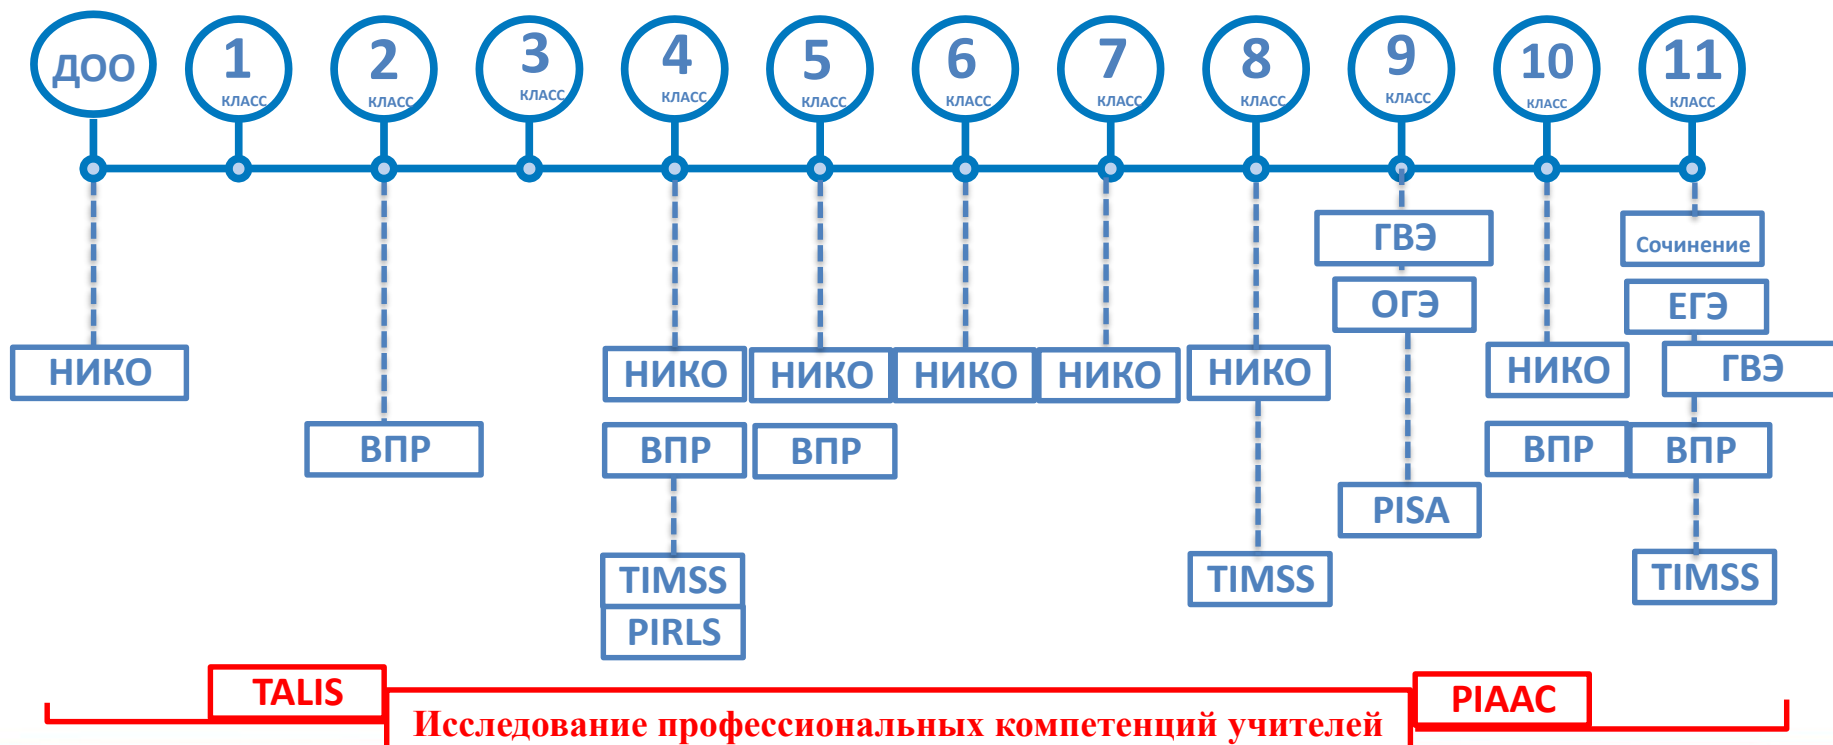 ДОО
1
КЛАСС
2
КЛАСС
3
КЛАСС
4
КЛАСС
5
КЛАСС
6
КЛАСС
7
КЛАСС
8
КЛАСС
9
КЛАСС
10
КЛАСС
11
КЛАСС
НИКО
ВПР
НИКО
ВПР
TIMSS
PIRLS
НИКО
ВПР
НИКО
НИКО
НИКО
TIMSS
ГВЭ
ОГЭ
PISA
НИКО
ВПР
Сочинение
ЕГЭ
ГВЭ
ВПР
TIMSS
TALIS
Исследование профессиональных компетенций учителей
PIAAC